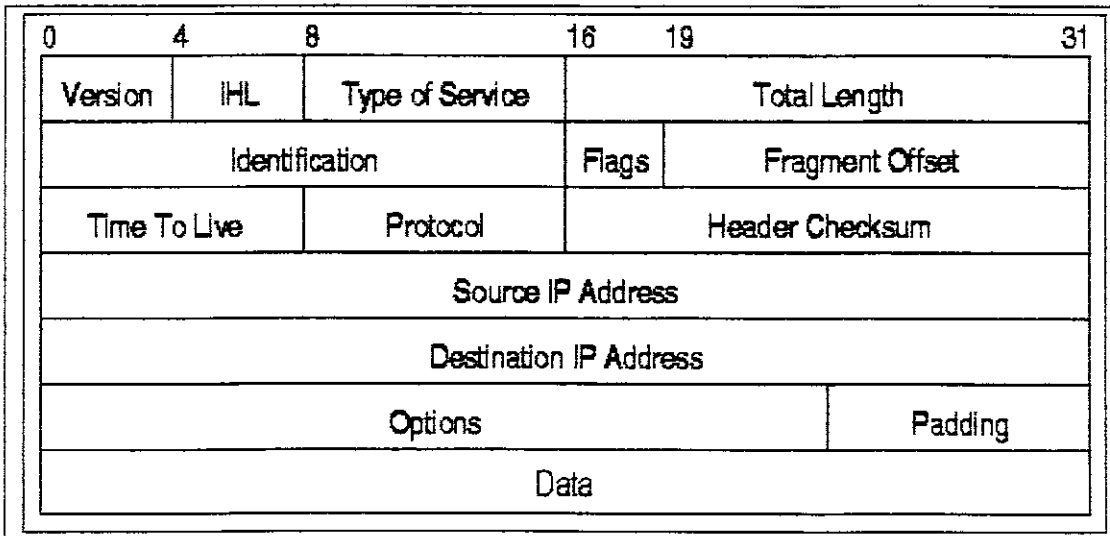 0 4 8 16 19 31
Version IHL Type of Service Total Length
Identification Flags Fragment Offset
Time To Live Protocol Header Checksum
Source IP Address
Destination IP Address
Options Padding
Data